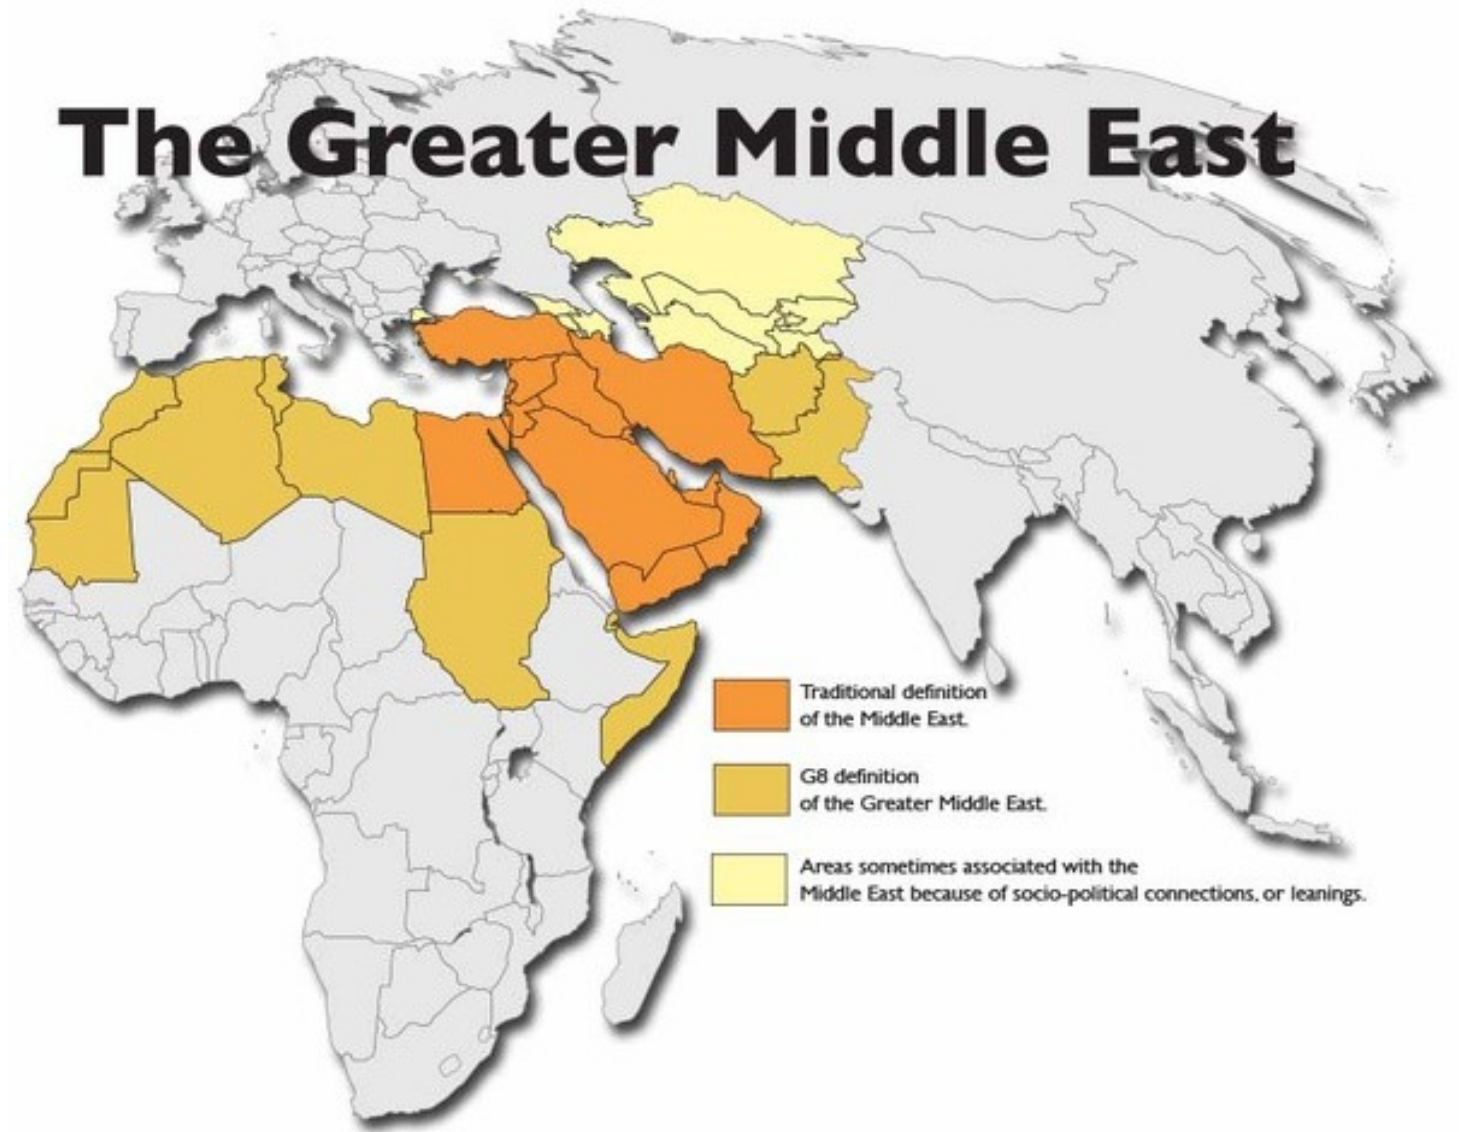 The Greater Middle East
Traditional definition
of the Middle East.
G8 definition
of the Greater Middle East.
Areas sometimes associated with the
Middle East because of socio-political connections, or leanings.